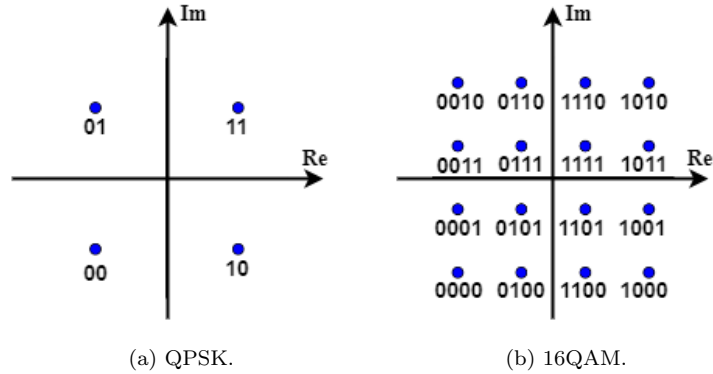 Im
01 11
Re
00 10
(a) QPSK.
Im
0010 0110 1110 1010
0011 0111 1111 1011
Re
0001 0101 1101 1001
0000 0100 1100 1000
(b) 16QAM.